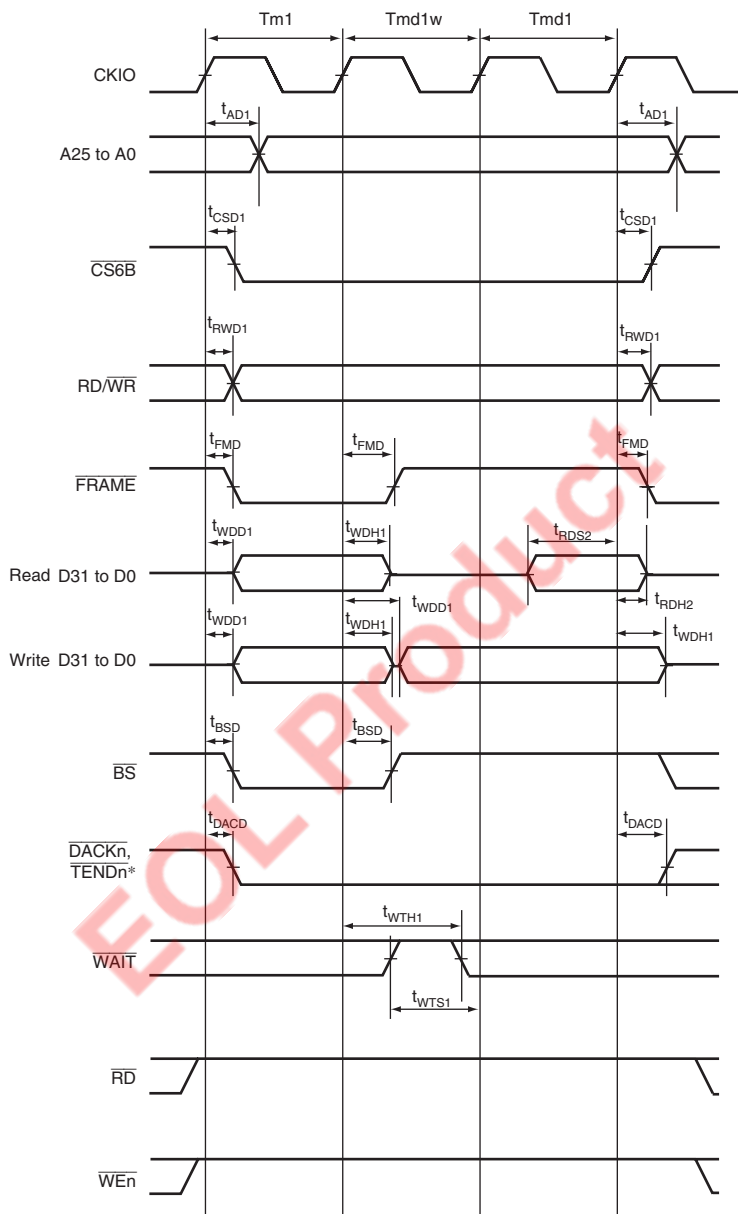 Tm1 Tmd1w Tmd1
CKIO
tAD1 tAD1
A25 to A0
tCSD1 tCSD1
CS6B
tRWD1 tRWD1
RD/WR
tFMD tFMD tFMD
FRAME
tWDD1 tWDH1 tRDS2
Read D31 to D0
tWDD1 tRDH2
tWDD1 tWDH1 tWDH1
Write D31 to D0
tBSD tBSD
BS
tDACD tDACD
DACKn,
TENDn*
tWTH1
WAIT
tWTS1
RD
WEn
EOL Product